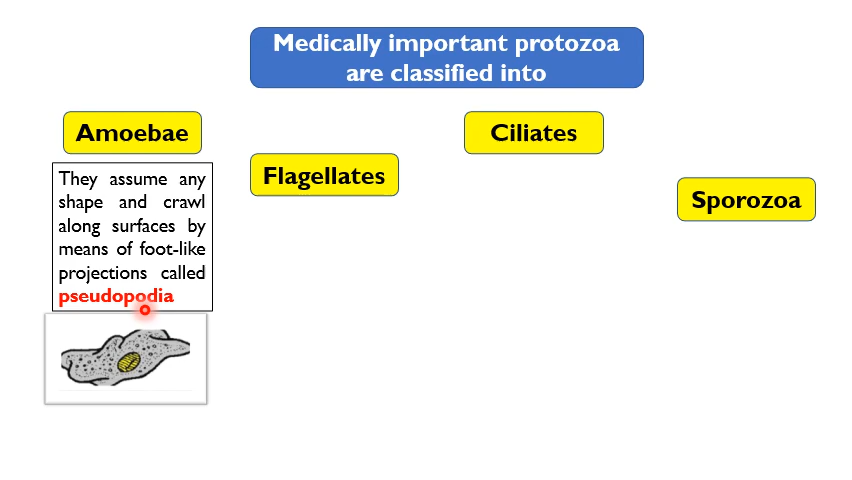 Medically important protozoa
are classified into
Amoebae
They assume any
shape and crawl
along surfaces by
means of foot-like
projections called
pseudopodia
Flagellates
Ciliates
Sporozoa